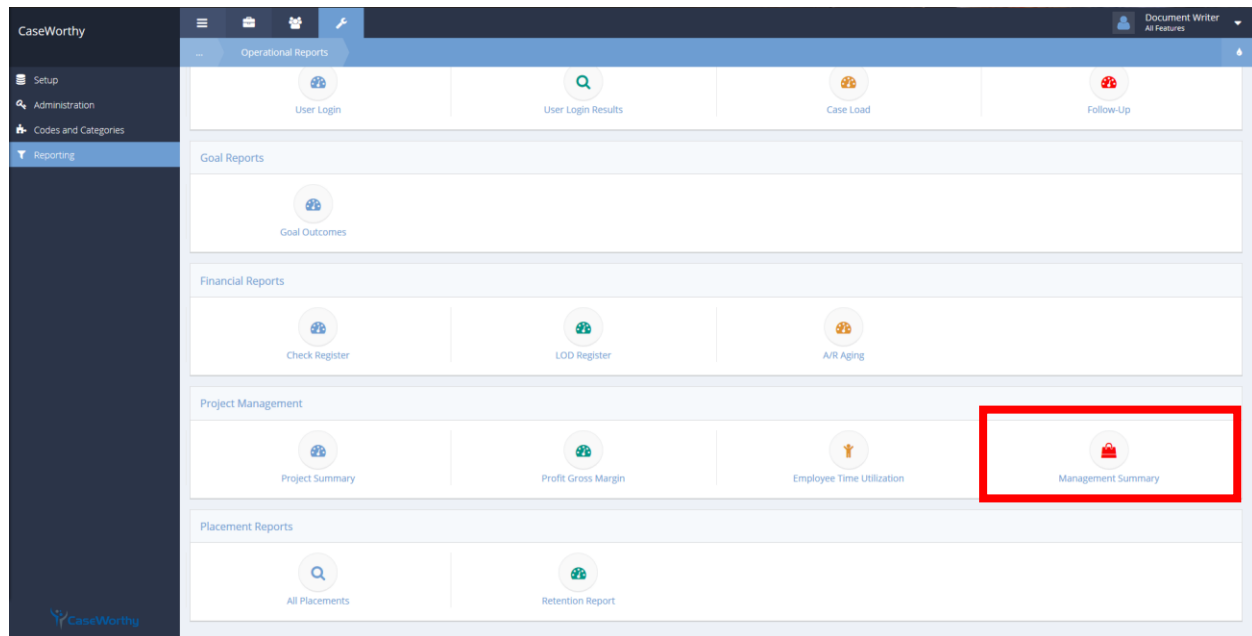 CaseWorthy
Document Writer
All Features
... Operational Reports
Setup
Administration
Codes and Categories
Reporting
User Login
User Login Results
Case Load
Follow-Up
Goal Reports
Goal Outcomes
Financial Reports
Check Register
LOD Register
A/R Aging
Project Management
Project Summary
Profit Gross Margin
Employee Time Utilization
Management Summary
Placement Reports
All Placements
Retention Report
CaseWorthy